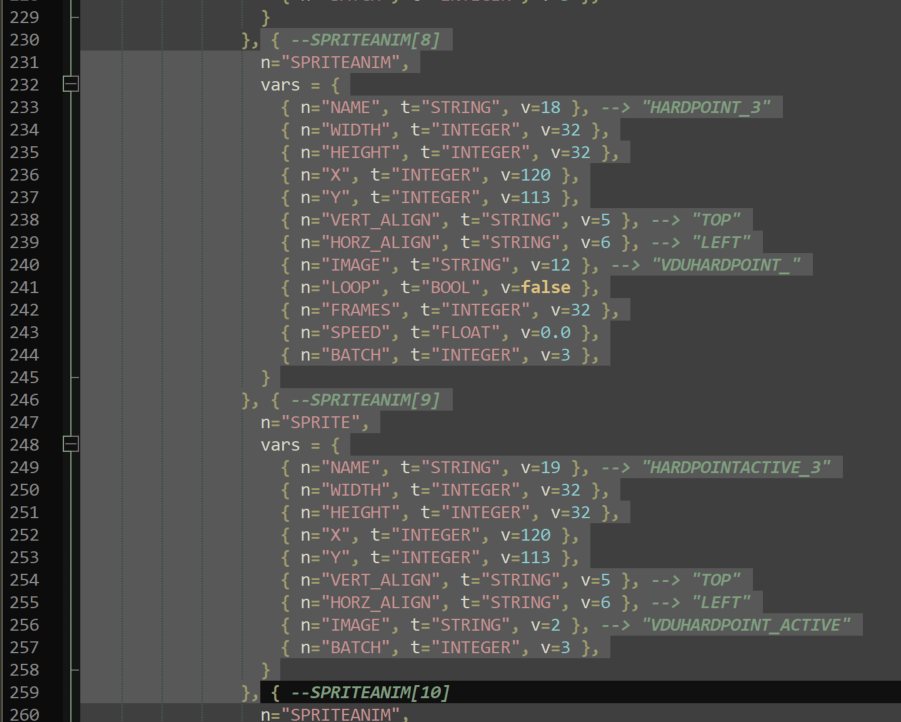 229 }
230 }, { --SPRITEANIM[8]
231 n="SPRITEANIM",
232 vars = {
233 { n="NAME", t="STRING", v=18 }, --> "HARDPOINT_3"
234 { n="WIDTH", t="INTEGER", v=32 },
235 { n="HEIGHT", t="INTEGER", v=32 },
236 { n="X", t="INTEGER", v=120 },
237 { n="Y", t="INTEGER", v=113 },
238 { n="VERT_ALIGN", t="STRING", v=5 }, --> "TOP"
239 { n="HORZ_ALIGN", t="STRING", v=6 }, --> "LEFT"
240 { n="IMAGE", t="STRING", v=12 }, --> "VDUHARDPOINT_"
241 { n="LOOP", t="BOOL", v=false },
242 { n="FRAMES", t="INTEGER", v=32 },
243 { n="SPEED", t="FLOAT", v=0.0 },
244 { n="BATCH", t="INTEGER", v=3 },
245 }
246 }, { --SPRITEANIM[9]
247 n="SPRITE",
248 vars = {
249 { n="NAME", t="STRING", v=19 }, --> "HARDPOINTACTIVE_3"
250 { n="WIDTH", t="INTEGER", v=32 },
251 { n="HEIGHT", t="INTEGER", v=32 },
252 { n="X", t="INTEGER", v=120 },
253 { n="Y", t="INTEGER", v=113 },
254 { n="VERT_ALIGN", t="STRING", v=5 }, --> "TOP"
255 { n="HORZ_ALIGN", t="STRING", v=6 }, --> "LEFT"
256 { n="IMAGE", t="STRING", v=2 }, --> "VDUHARDPOINT_ACTIVE"
257 { n="BATCH", t="INTEGER", v=3 },
258 }
259 }, { --SPRITEANIM[10]
260 n="SPRITEANIM",